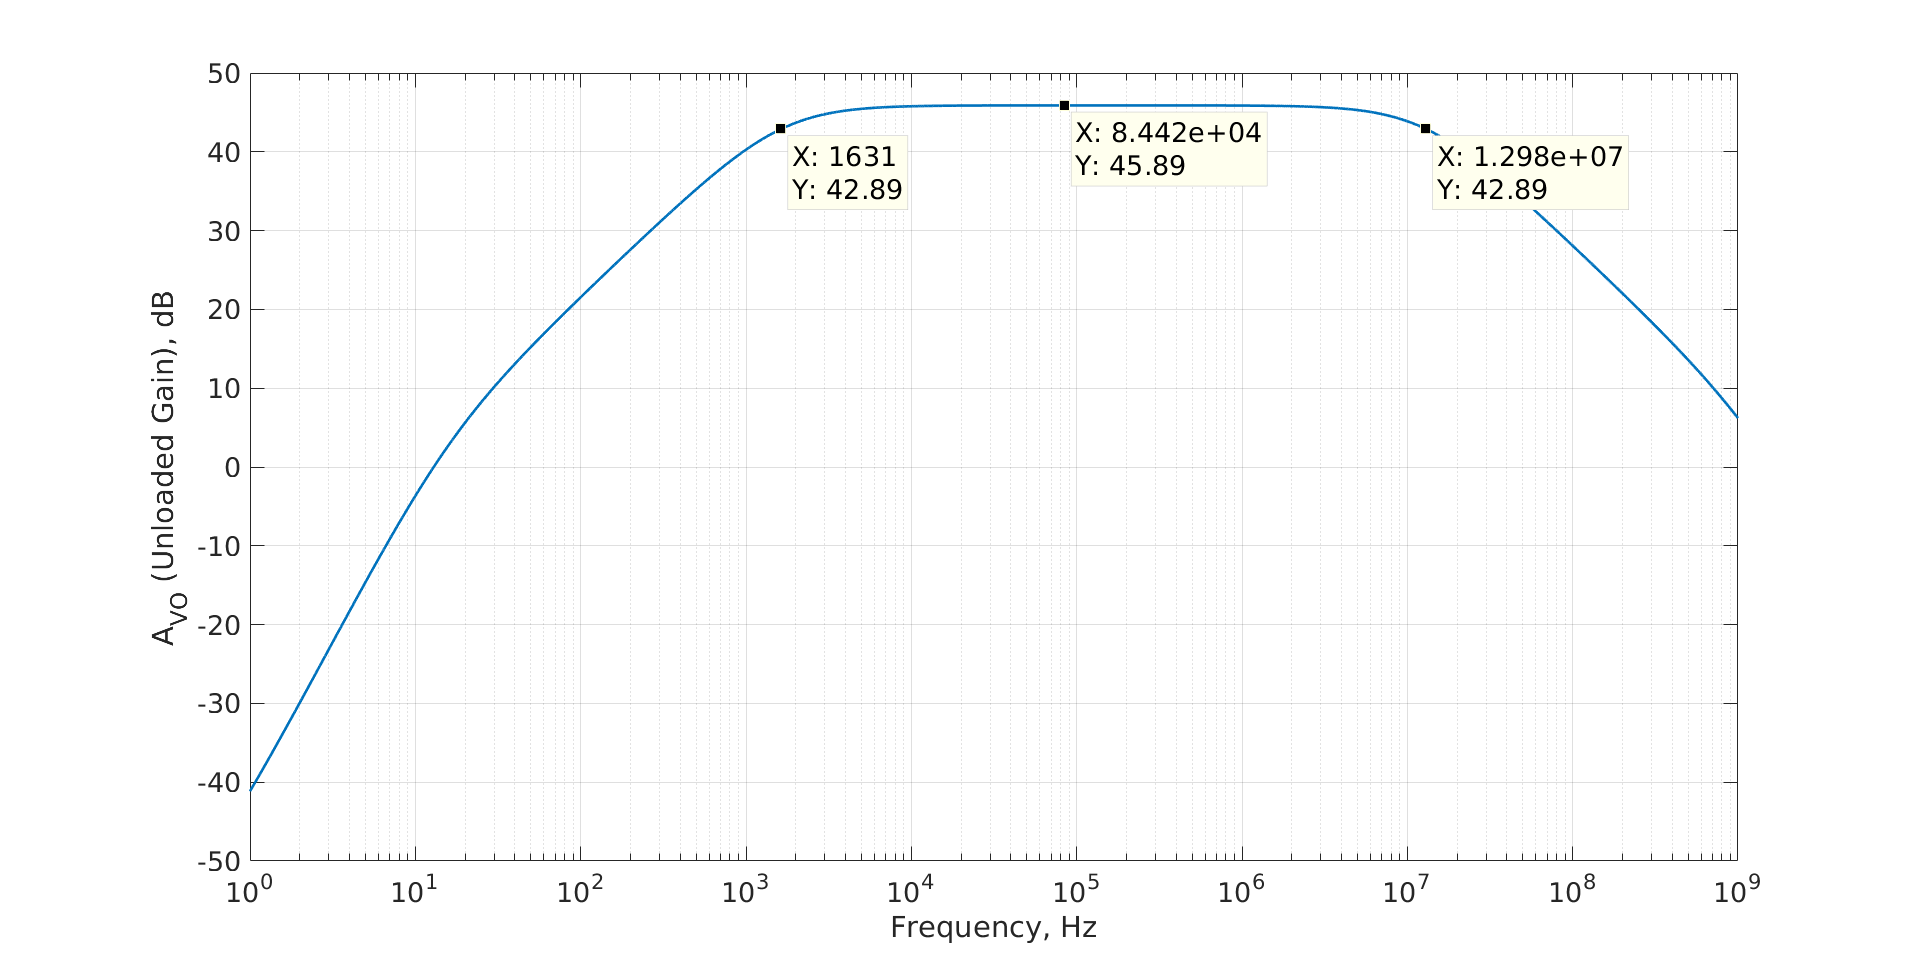 50
40
30
20
10
0
-10
-20
-30
-40
-50
A_VO (Unloaded Gain), dB
X: 1631
Y: 42.89
X: 8.442e+04
Y: 45.89
X: 1.298e+07
Y: 42.89
10^0 10^1 10^2 10^3 10^4 10^5 10^6 10^7 10^8 10^9
Frequency, Hz